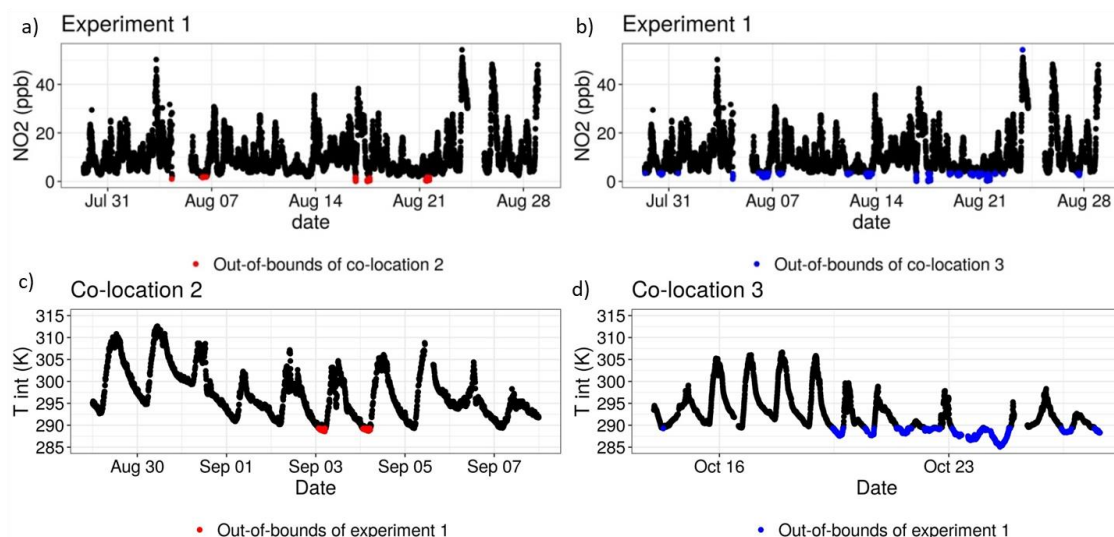 a) Experiment 1
NO2 (ppb)
40
20
0
Jul 31 Aug 07 Aug 14 Aug 21 Aug 28
date
Out-of-bounds of co-location 2
b) Experiment 1
NO2 (ppb)
40
20
0
Jul 31 Aug 07 Aug 14 Aug 21 Aug 28
date
Out-of-bounds of co-location 3
c) Co-location 2
T int (K)
315
310
305
300
295
290
285
Aug 30 Sep 01 Sep 03 Sep 05 Sep 07
Date
Out-of-bounds of experiment 1
d) Co-location 3
T int (K)
315
310
305
300
295
290
285
Oct 16 Oct 23
Date
Out-of-bounds of experiment 1